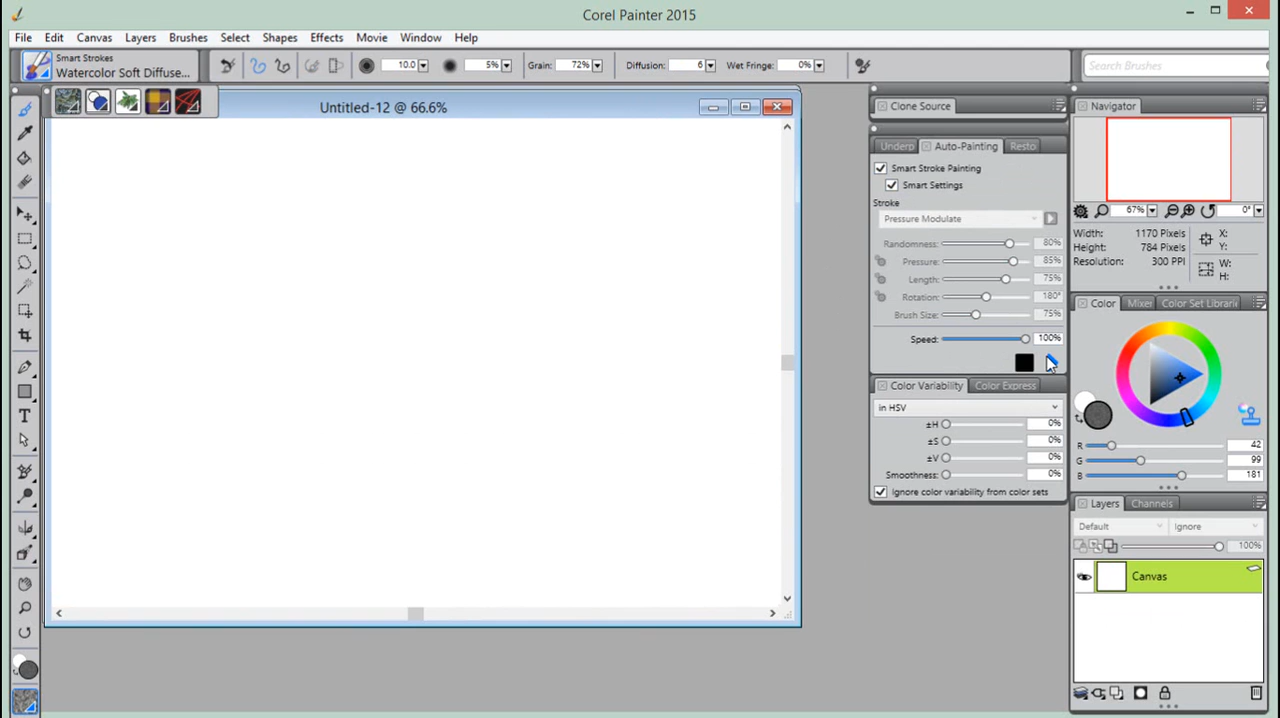 Corel Painter 2015
File Edit Canvas Layers Brushes Select Shapes Effects Movie Window Help
Smart Strokes
Watercolor Soft Diffuse...
10.0 5% Grain: 72% Diffusion: 6 Wet Fringe: 0%
Search Brushes
Untitled-12 @ 66.6%
Clone Source
Underp Auto-Painting Resto
Smart Stroke Painting
Smart Settings
Stroke
Pressure Modulate
Randomness: 80%
Pressure: 85%
Length: 75%
Rotation: 180°
Brush Size: 75%
Speed: 100%
Color Variability Color Express
in HSV
±H 0%
±S 0%
±V 0%
Smoothness: 0%
Ignore color variability from color sets
Navigator
67% 0°
Width: 1170 Pixels X:
Height: 784 Pixels Y:
Resolution: 300 PPI W:
H:
Color Mixer Color Set Librari
R 42
G 99
B 181
Layers Channels
Default Ignore
100%
Canvas
T